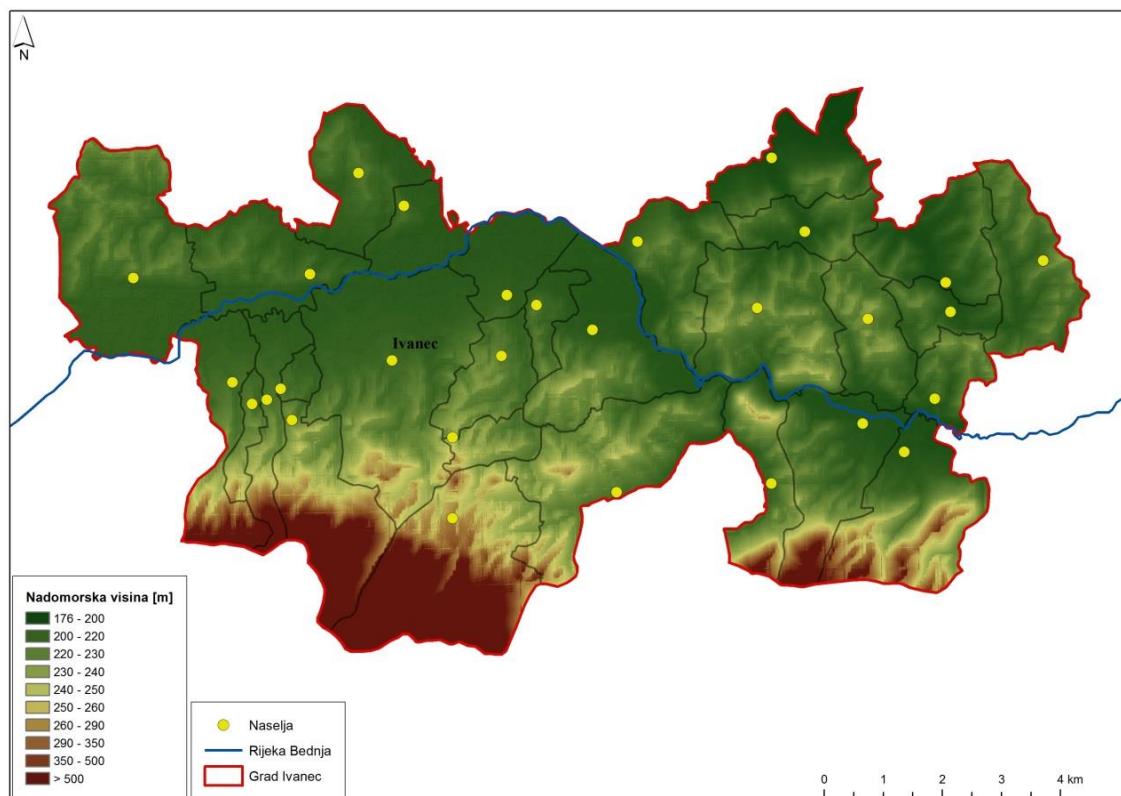 N
Ivanec
Nadomorska visina [m]
176 - 200
200 - 220
220 - 230
230 - 240
240 - 250
250 - 260
260 - 290
290 - 350
350 - 500
> 500
Naselja
Rijeka Bednja
Grad Ivanec
0 1 2 3 4 km